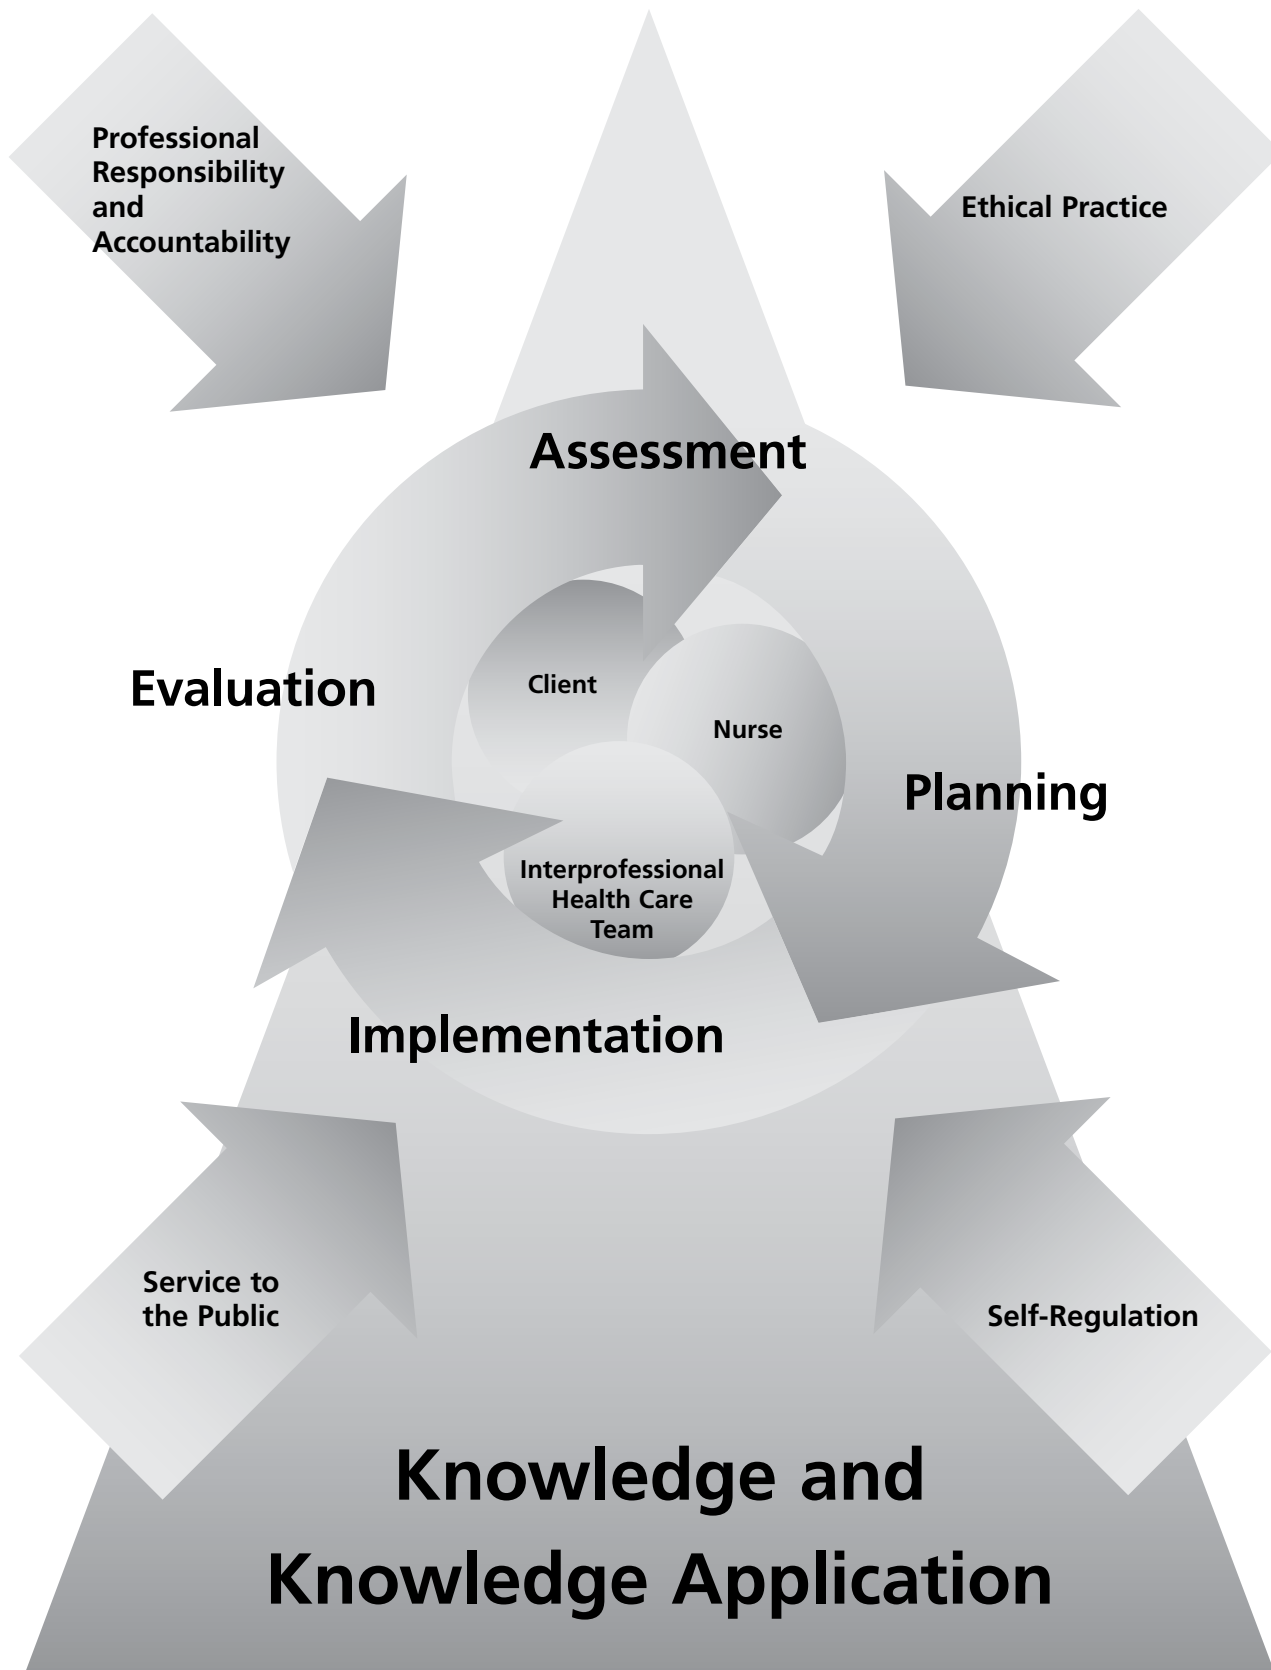 Professional
Responsibility
and
Accountability
Ethical Practice
Assessment
Evaluation
Client
Nurse
Planning
Interprofessional
Health Care
Team
Implementation
Service to
the Public
Self-Regulation
Knowledge and
Knowledge Application